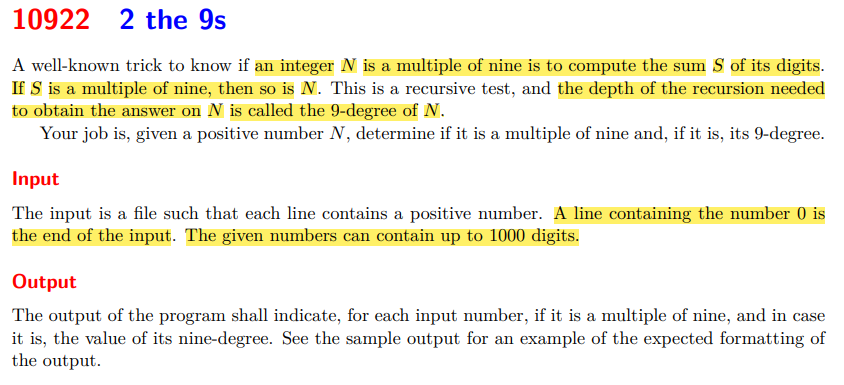 10922 2 the 9s
A well-known trick to know if an integer N is a multiple of nine is to compute the sum S of its digits.
If S is a multiple of nine, then so is N. This is a recursive test, and the depth of the recursion needed
to obtain the answer on N is called the 9-degree of N.
Your job is, given a positive number N, determine if it is a multiple of nine and, if it is, its 9-degree.
Input
The input is a file such that each line contains a positive number. A line containing the number 0 is
the end of the input. The given numbers can contain up to 1000 digits.
Output
The output of the program shall indicate, for each input number, if it is a multiple of nine, and in case
it is, the value of its nine-degree. See the sample output for an example of the expected formatting of
the output.